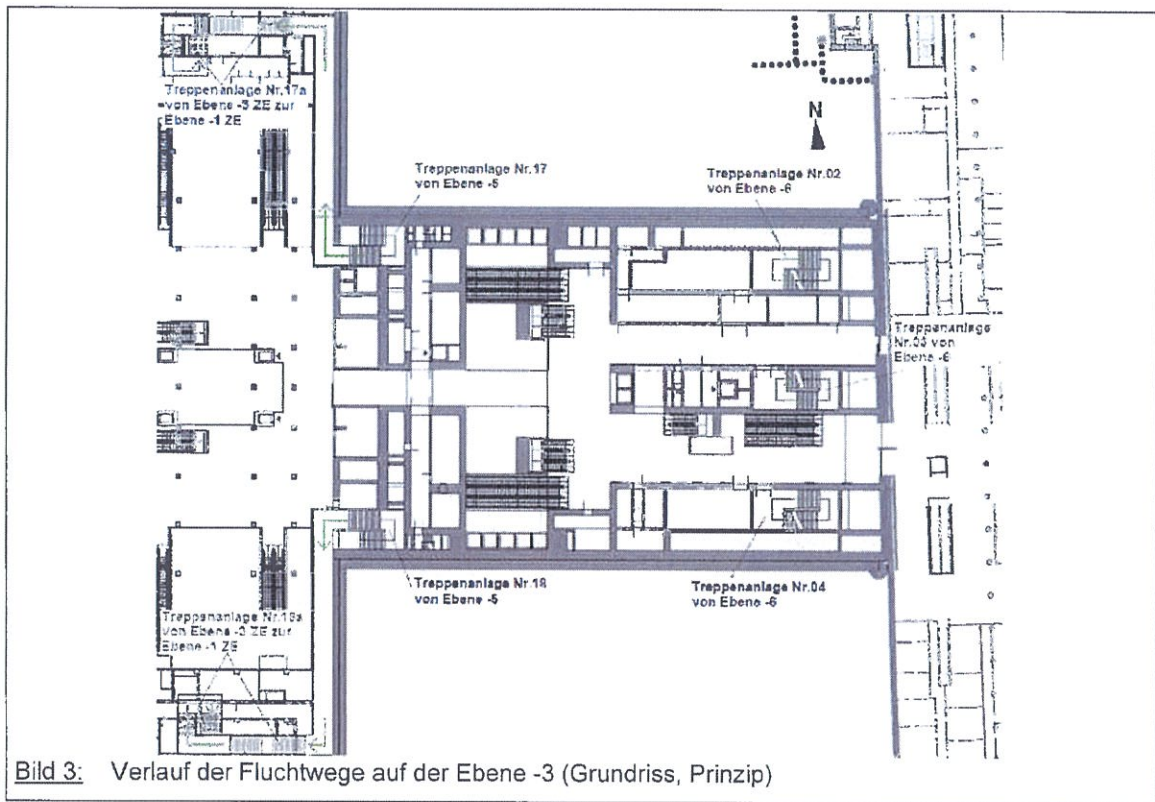 Treppenanlage Nr.17a
von Ebene -3 ZE zur
Ebene -1 ZE
N
Treppenanlage Nr.17
von Ebene -5
Treppenanlage Nr.02
von Ebene -6
Treppenanlage
Nr.03 von
Ebene -6
Treppenanlage Nr.18
von Ebene -5
Treppenanlage Nr.04
von Ebene -6
Treppenanlage Nr.18a
von Ebene -3 ZE zur
Ebene -1 ZE
Bild 3: Verlauf der Fluchtwege auf der Ebene -3 (Grundriss, Prinzip)